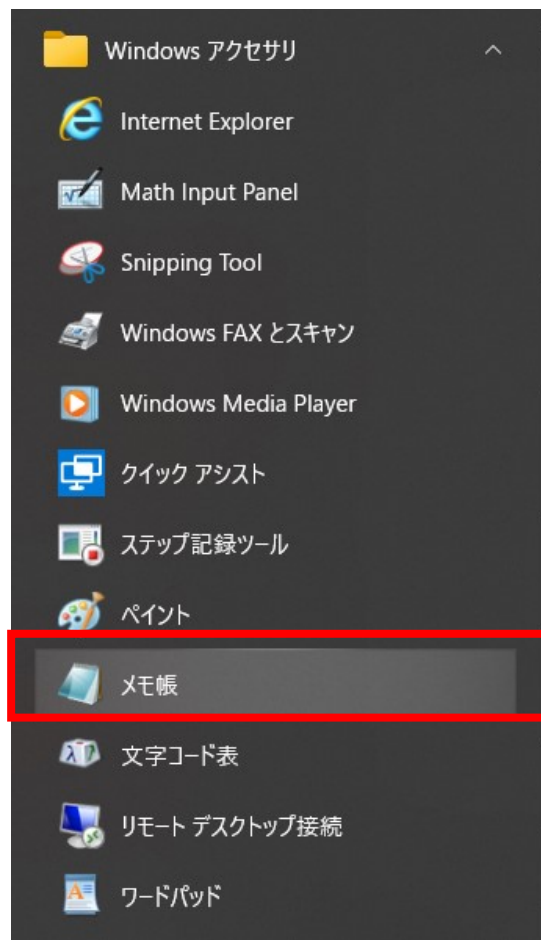 Windows アクセサリ
Internet Explorer
Math Input Panel
Snipping Tool
Windows FAX とスキャン
Windows Media Player
クイック アシスト
ステップ記録ツール
ペイント
メモ帳
文字コード表
リモート デスクトップ接続
ワードパッド